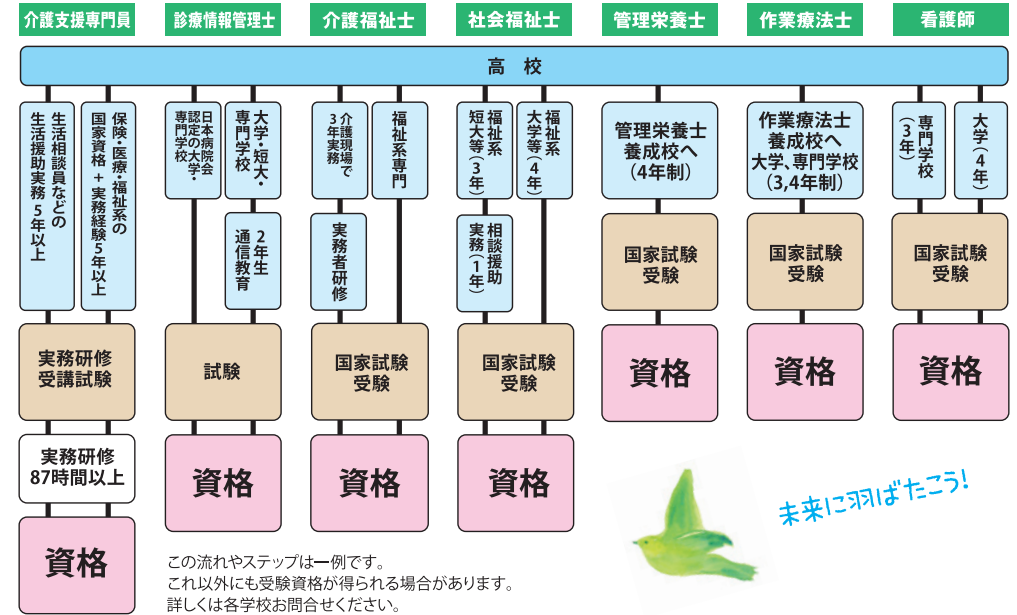 介護支援専門員
診療情報管理士
介護福祉士
社会福祉士
管理栄養士
作業療法士
看護師
高 校
生活相談員などの
生活援助実務 5年以上
保険・医療・福祉系の
国家資格 + 実務経験5年以上
実務研修
受講試験
実務研修
87時間以上
資格
日本病院会
認定の大学・
専門学校
大学・短大・
専門学校
2年生
通信教育
試験
資格
介護現場で
3年実務
福祉系専門
実務者研修
国家試験
受験
資格
福祉系
短大等(3年)
福祉系
大学等(4年)
相談援助
実務(1年)
国家試験
受験
資格
管理栄養士
養成校へ
(4年制)
国家試験
受験
資格
作業療法士
養成校へ
大学、専門学校
(3,4年制)
国家試験
受験
資格
専門学校
(3年)
大学(4年)
国家試験
受験
資格
この流れやステップは一例です。
これ以外にも受験資格が得られる場合があります。
詳しくは各学校お問合せください。
未来に羽ばたこう!